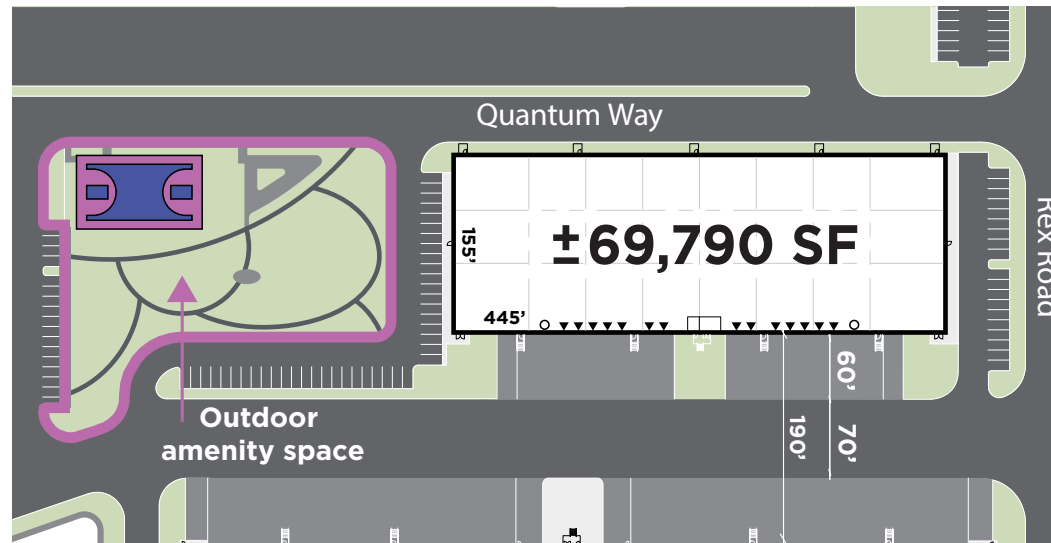 Quantum Way
Rex Road
155'
±69,790 SF
445'
60'
190'
70'
Outdoor
amenity space